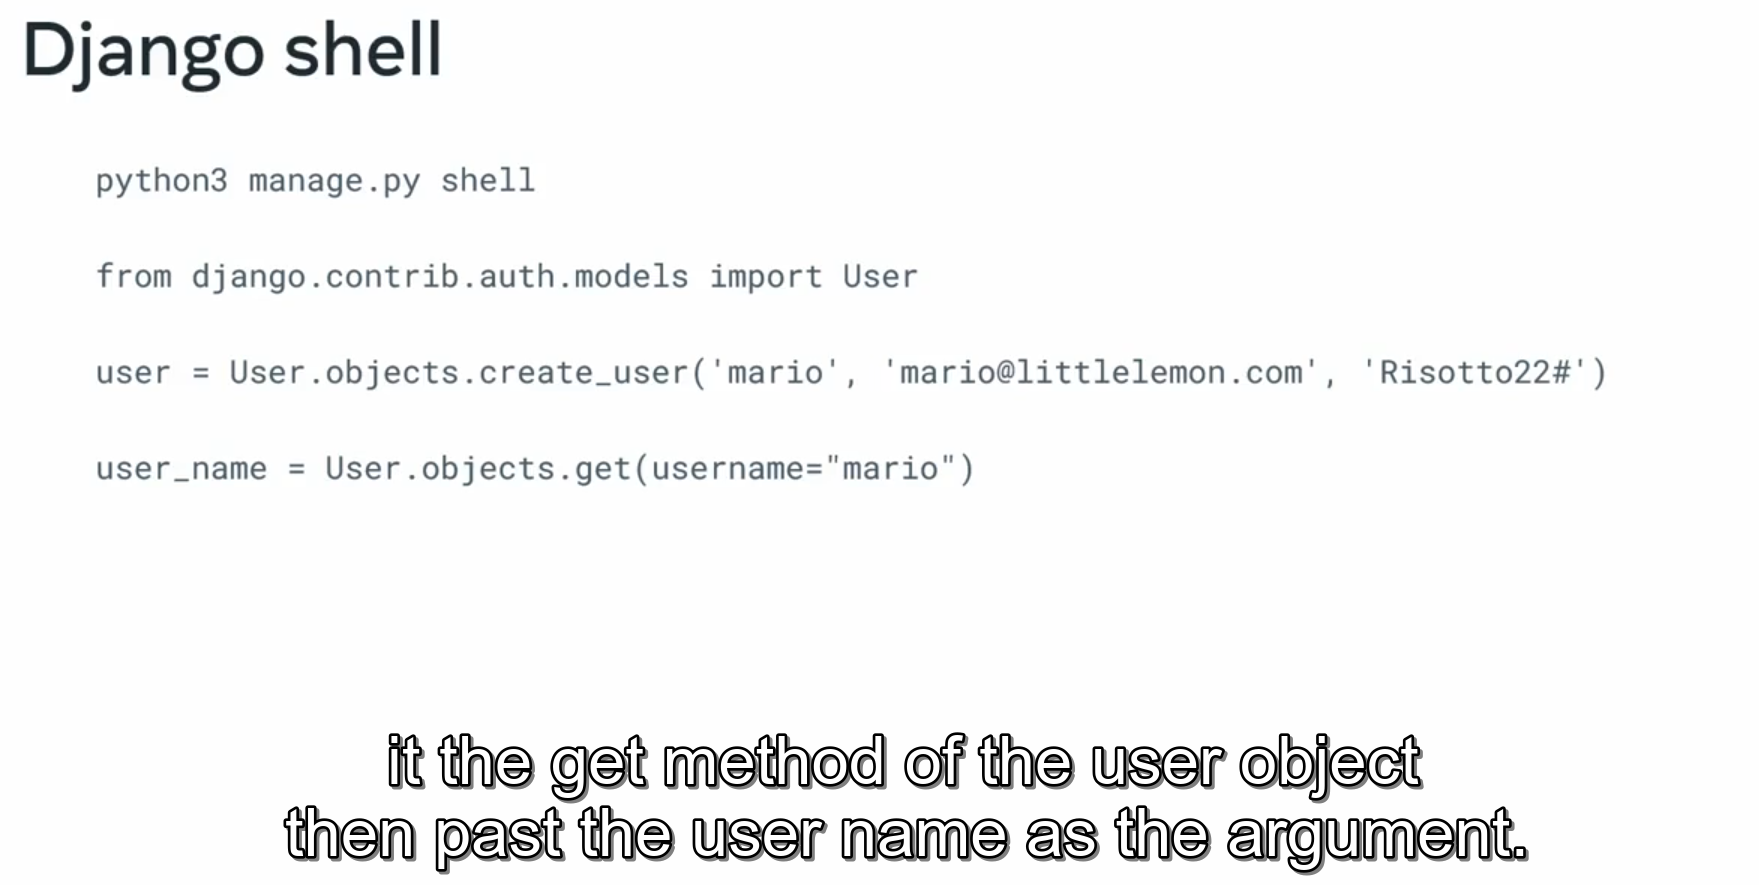 Django shell
python3 manage.py shell
from django.contrib.auth.models import User
user = User.objects.create_user('mario', 'mario@littlelemon.com', 'Risotto22#')
user_name = User.objects.get(username="mario")
it the get method of the user object
then past the user name as the argument.